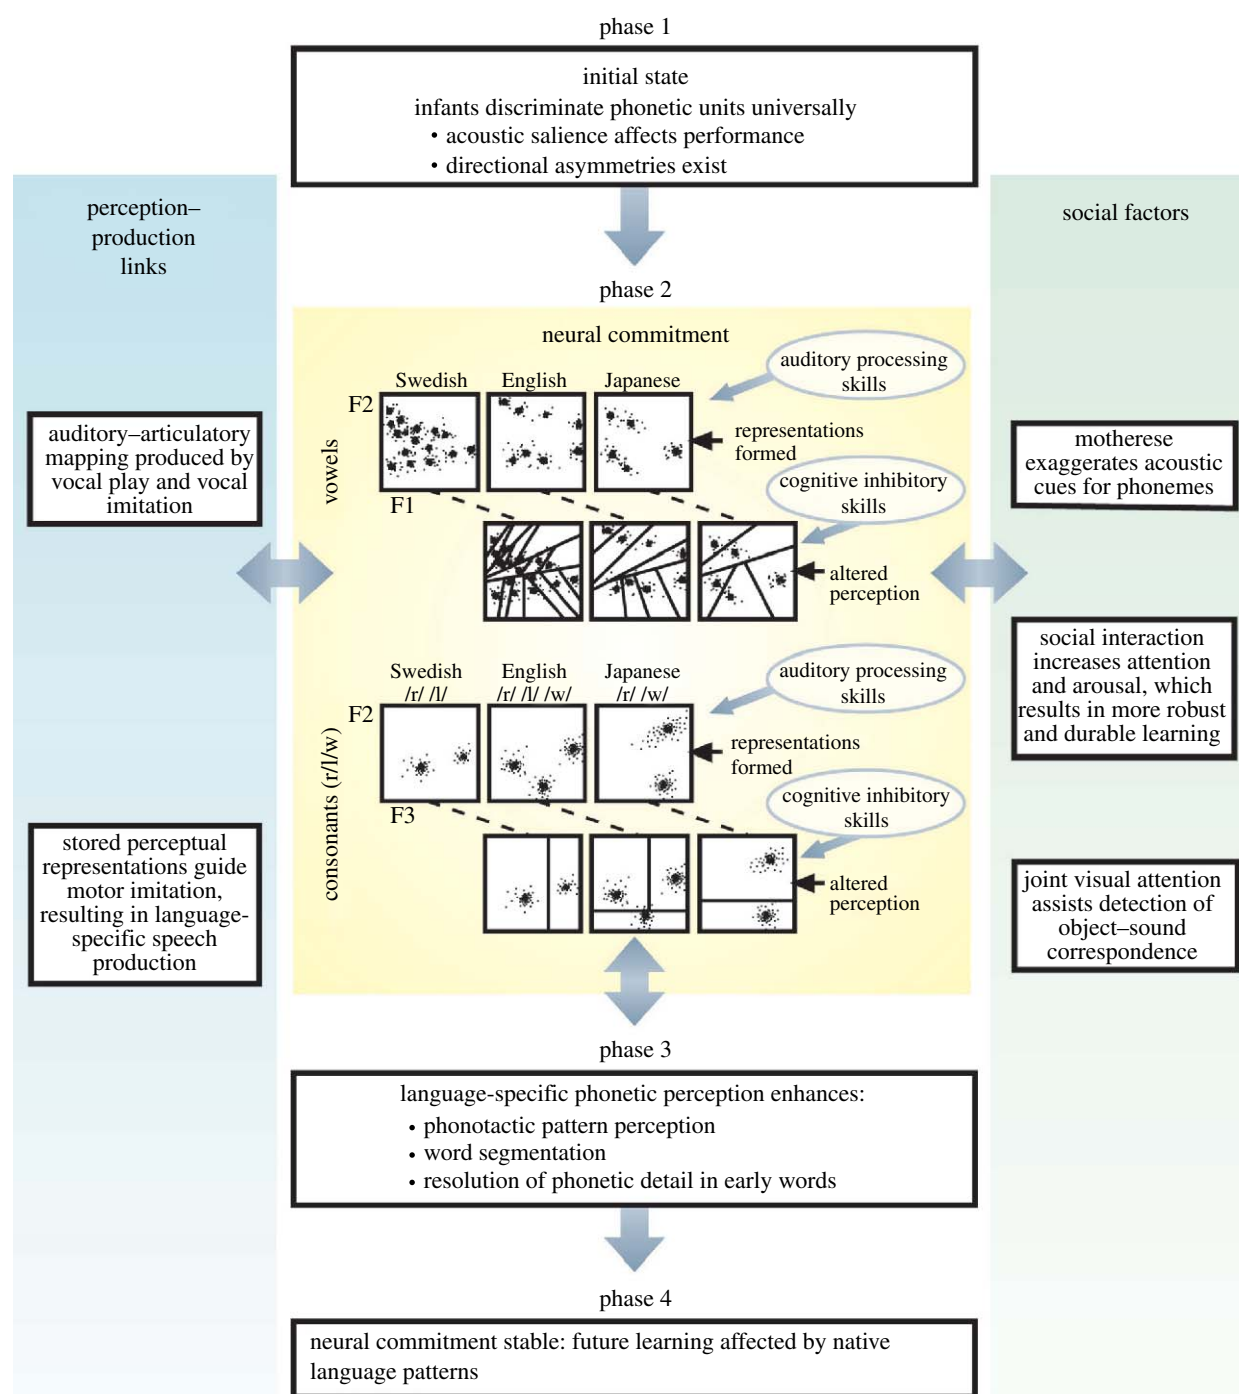 phase 1
initial state
infants discriminate phonetic units universally
• acoustic salience affects performance
• directional asymmetries exist
perception–
production
links
social factors
phase 2
neural commitment
auditory processing
skills
Swedish
English
Japanese
F2
vowels
F1
representations
formed
cognitive inhibitory
skills
altered
perception
auditory–articulatory
mapping produced by
vocal play and vocal
imitation
motherese
exaggerates acoustic
cues for phonemes
social interaction
increases attention
and arousal, which
results in more robust
and durable learning
Swedish
/r/ /l/
English
/r/ /l/ /w/
Japanese
/r/ /w/
auditory processing
skills
F2
consonants (r/l/w)
F3
representations
formed
cognitive inhibitory
skills
altered
perception
stored perceptual
representations guide
motor imitation,
resulting in language-
specific speech
production
joint visual attention
assists detection of
object–sound
correspondence
phase 3
language-specific phonetic perception enhances:
• phonotactic pattern perception
• word segmentation
• resolution of phonetic detail in early words
phase 4
neural commitment stable: future learning affected by native
language patterns